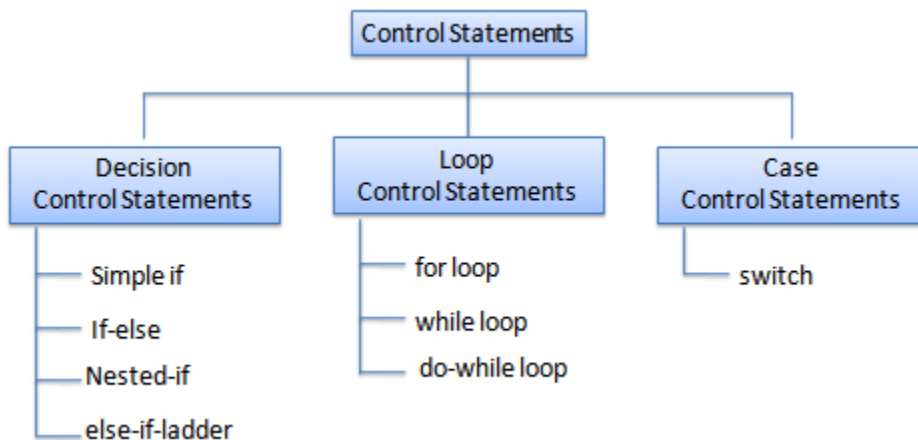 Control Statements
Decision
Control Statements
Simple if
If-else
Nested-if
else-if-ladder
Loop
Control Statements
for loop
while loop
do-while loop
Case
Control Statements
switch